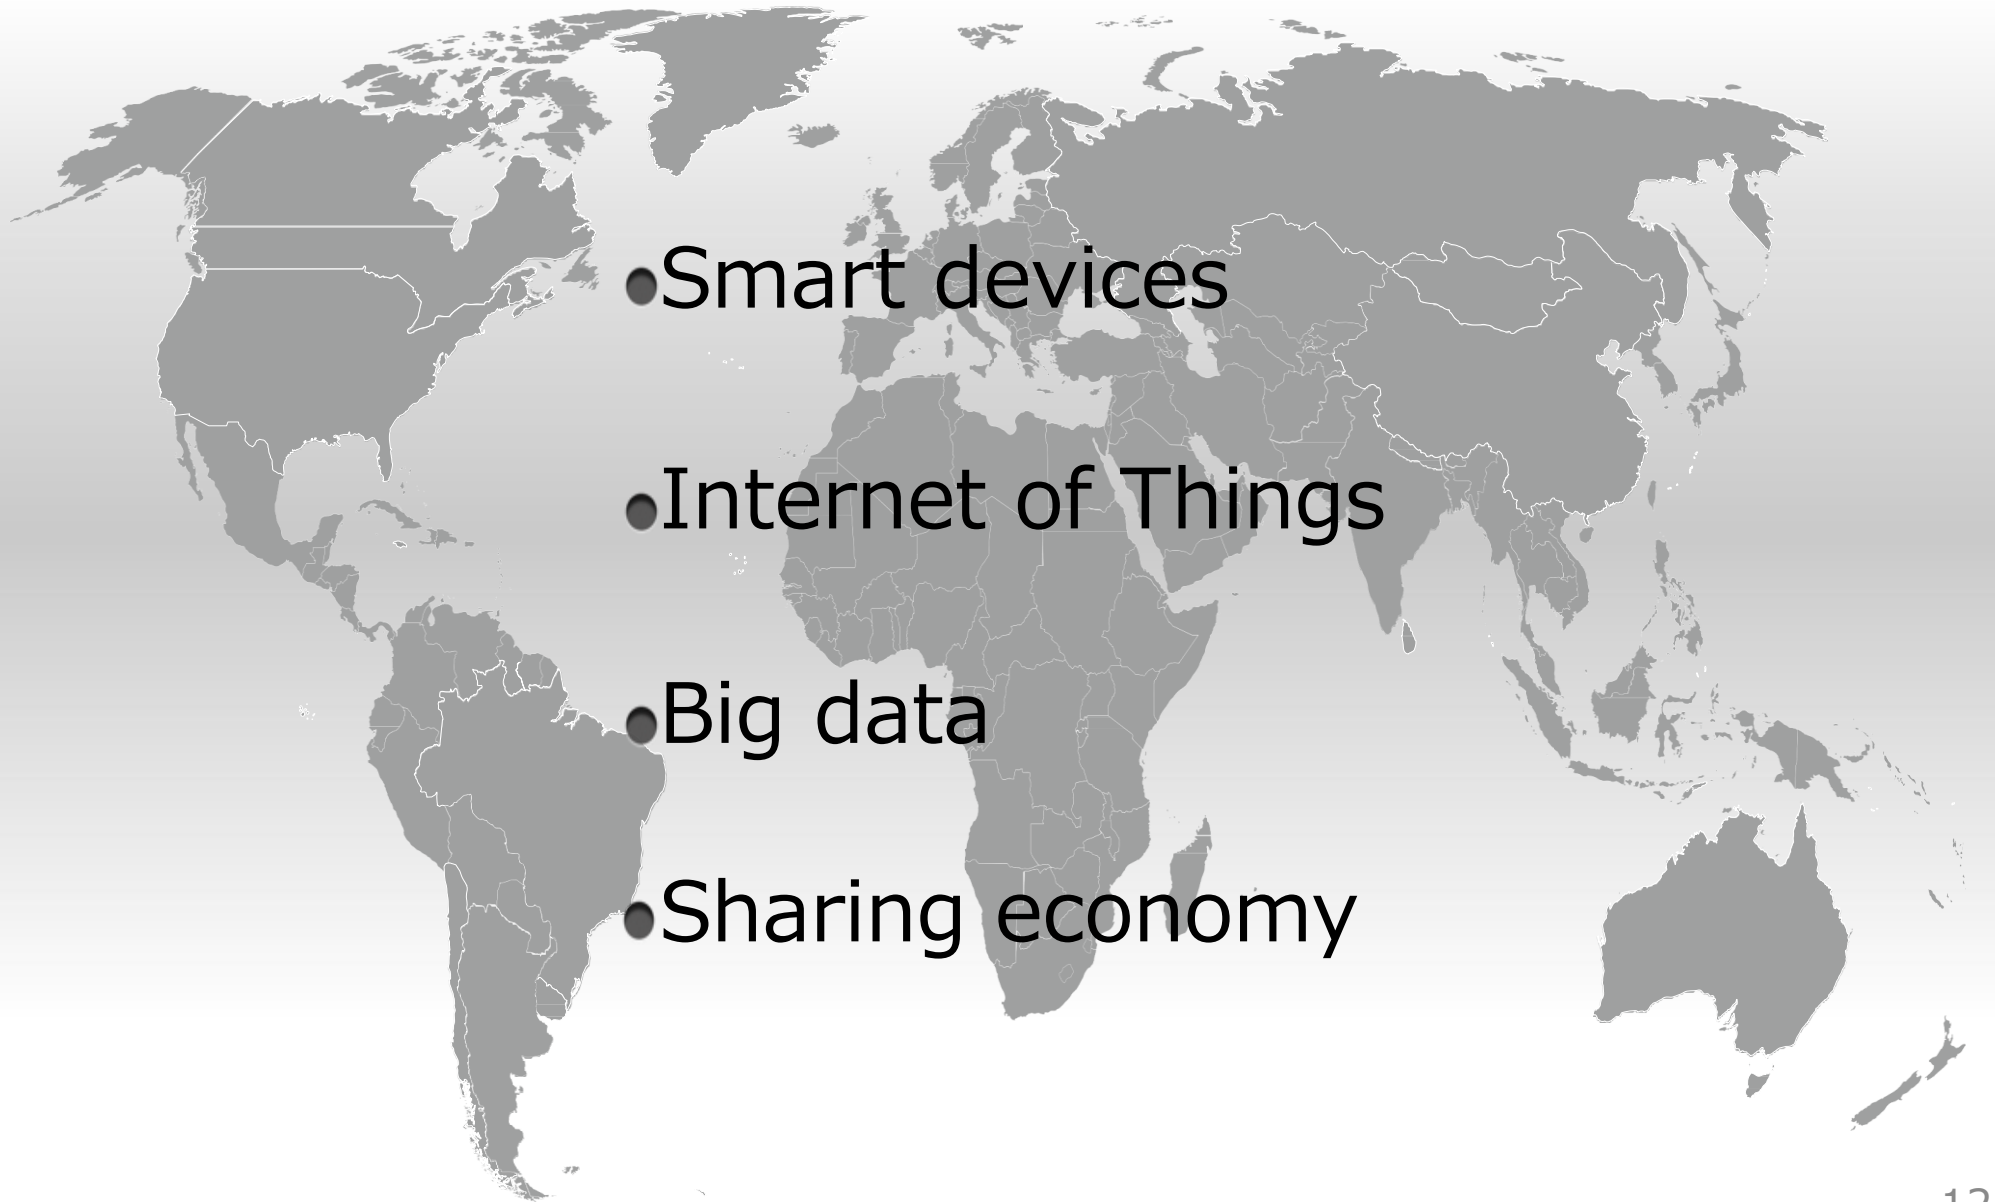 •Smart devices
•Internet of Things
•Big data
•Sharing economy